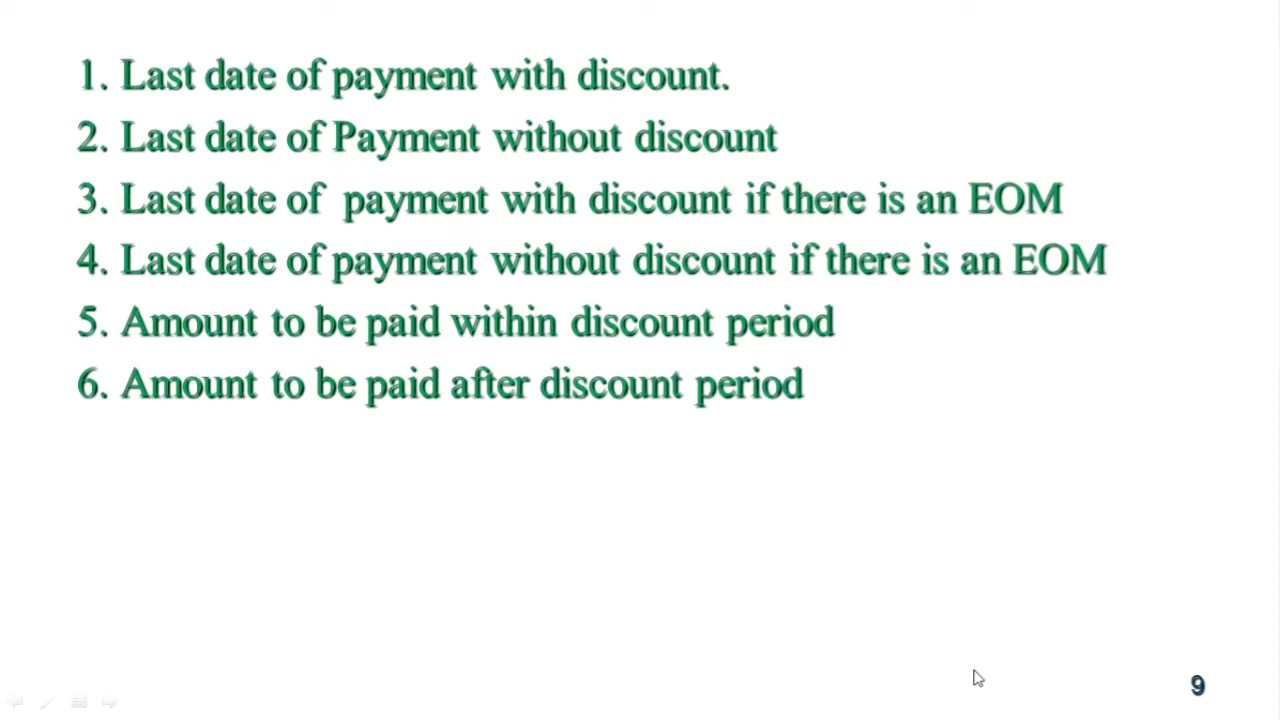 1. Last date of payment with discount.
2. Last date of Payment without discount
3. Last date of payment with discount if there is an EOM
4. Last date of payment without discount if there is an EOM
5. Amount to be paid within discount period
6. Amount to be paid after discount period
9